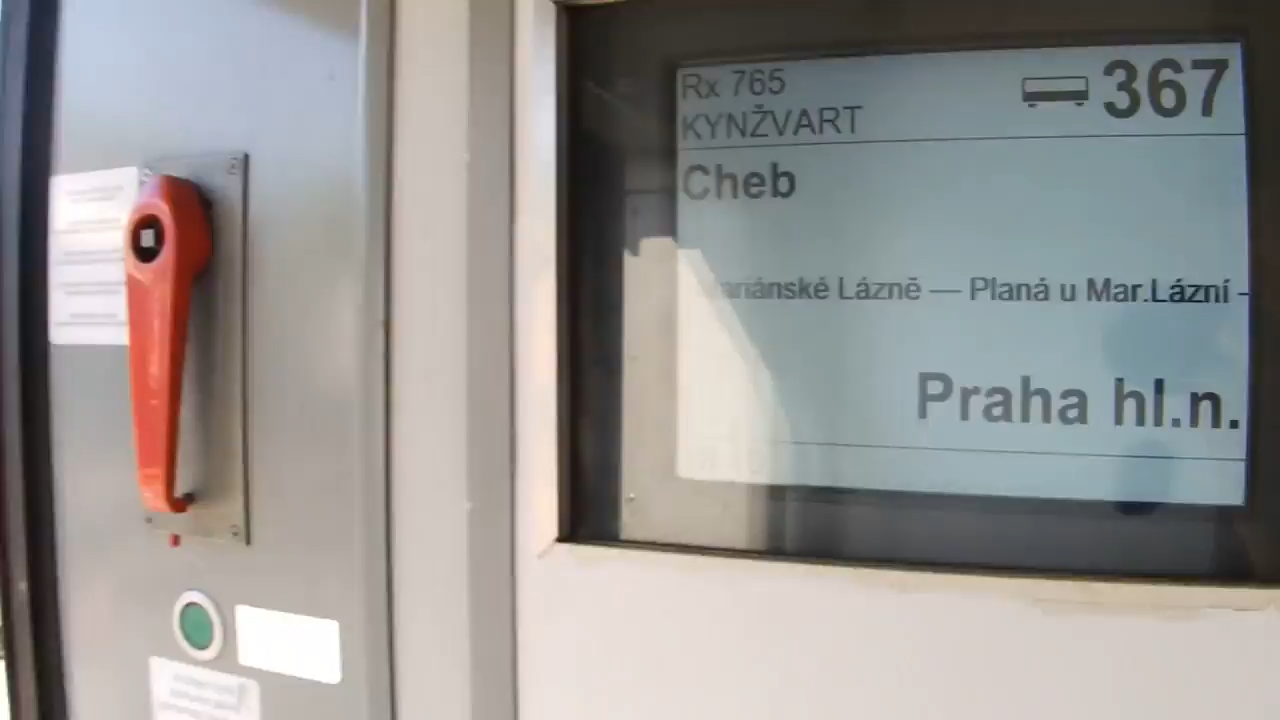 Rx 765
367
KYNŽVART
Cheb
ariánské Lázně — Planá u Mar.Lázní -
Praha hl.n.